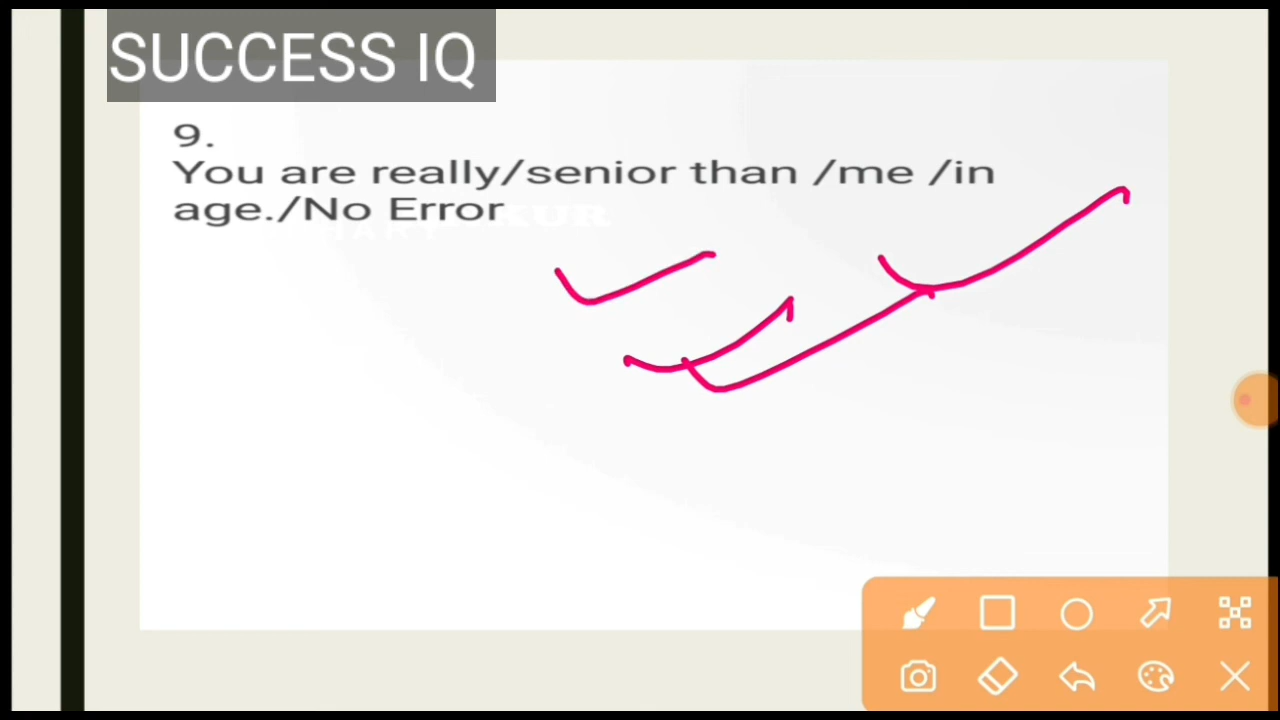 SUCCESS IQ
9.
You are really/senior than /me /in
age./No Error